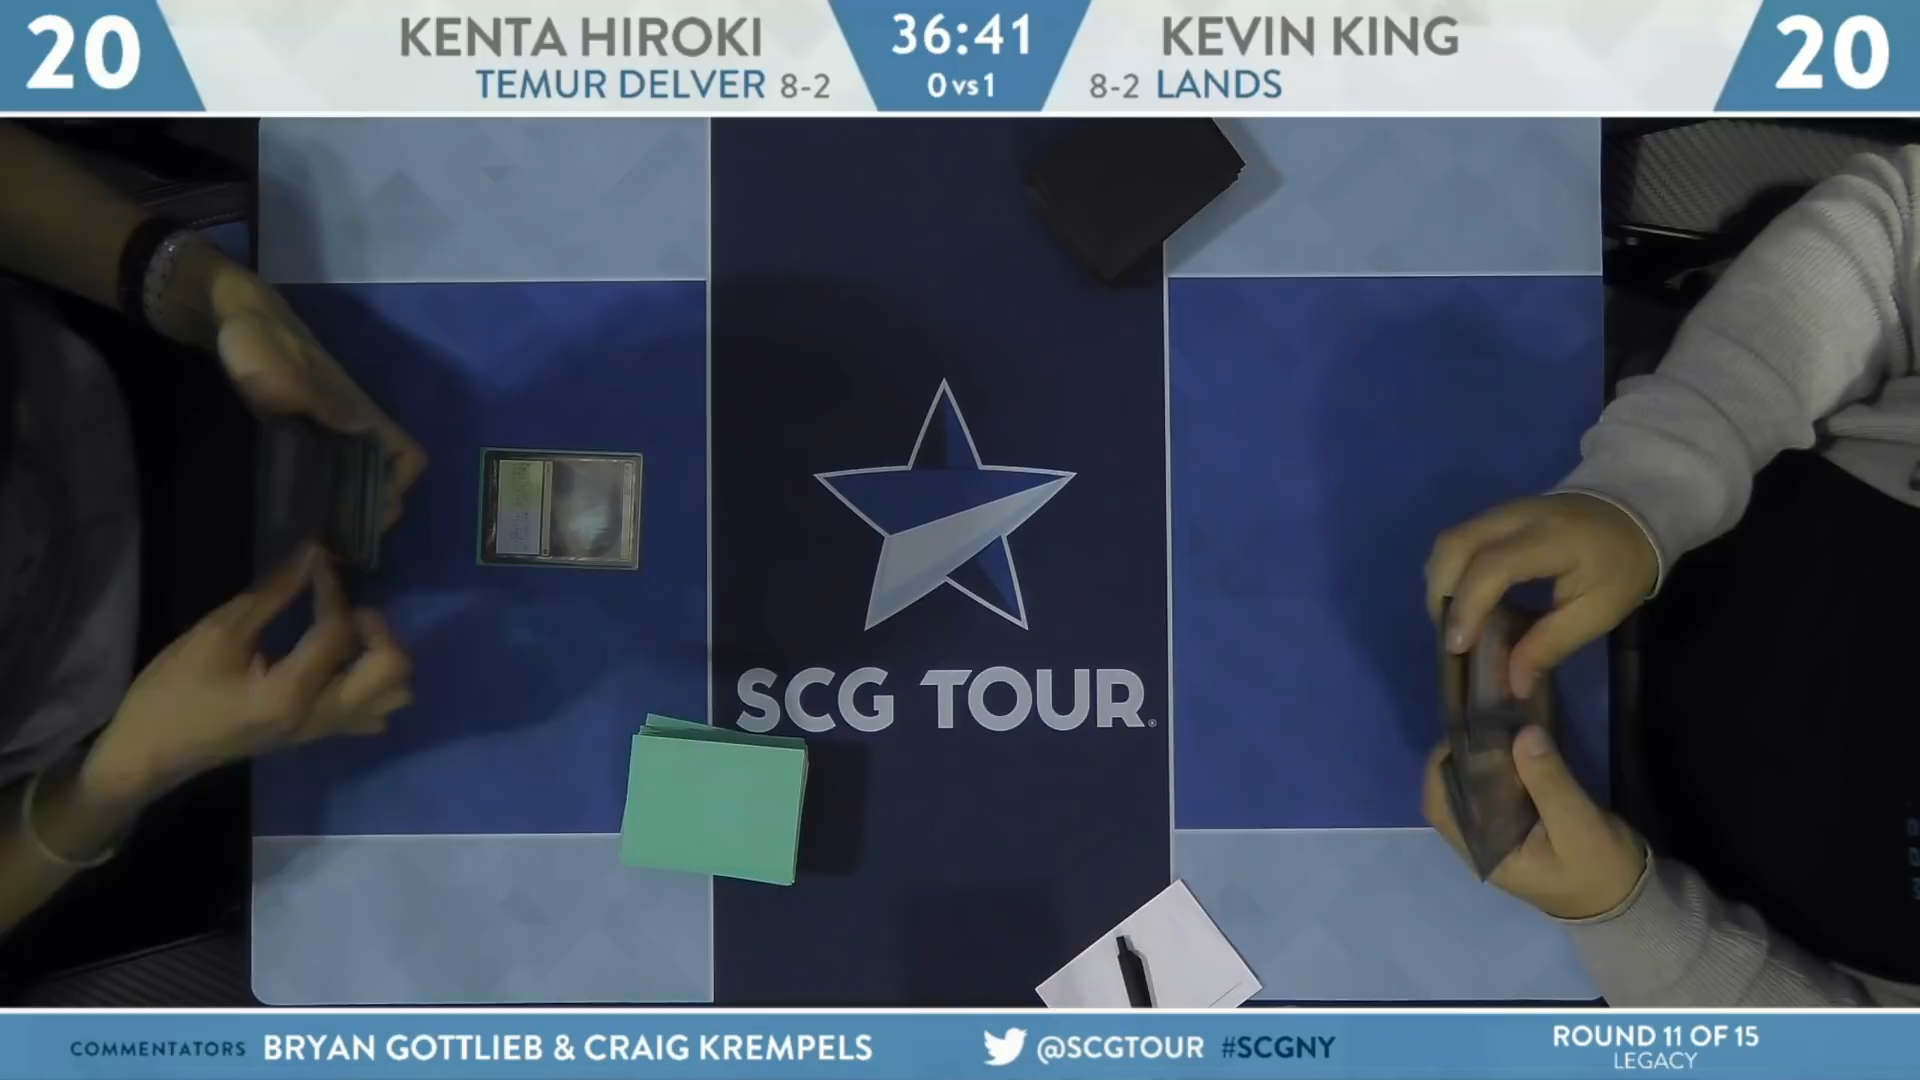 20
KENTA HIROKI
TEMUR DELVER 8-2
36:41
0 vs 1
KEVIN KING
8-2 LANDS
20
SCG TOUR®
COMMENTATORS BRYAN GOTTLIEB & CRAIG KREMPELS
@SCGTOUR #SCGNY
ROUND 11 OF 15
LEGACY